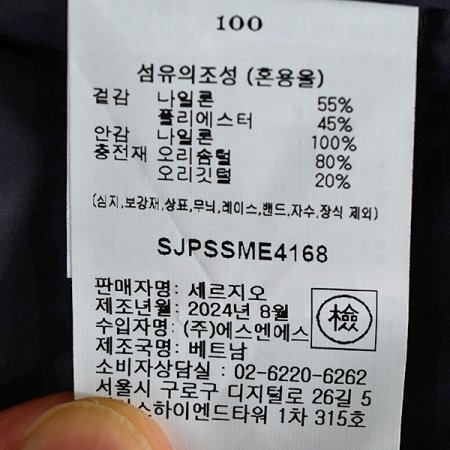 100
섬유의조성 (혼용율)
겉감 나일론 55%
폴리에스터 45%
안감 나일론 100%
충전재 오리솜털 80%
오리깃털 20%
(심지,보강재,상표,무늬,레이스,밴드,자수,장식 제외)
SJPSSME4168
판매자명: 세르지오
제조년월: 2024년 8월
수입자명: (주)에스엔에스
檢
제조국명: 베트남
소비자상담실 : 02-6220-6262
서울시 구로구 디지털로 26길 5
하이엔드타워 1차 315호